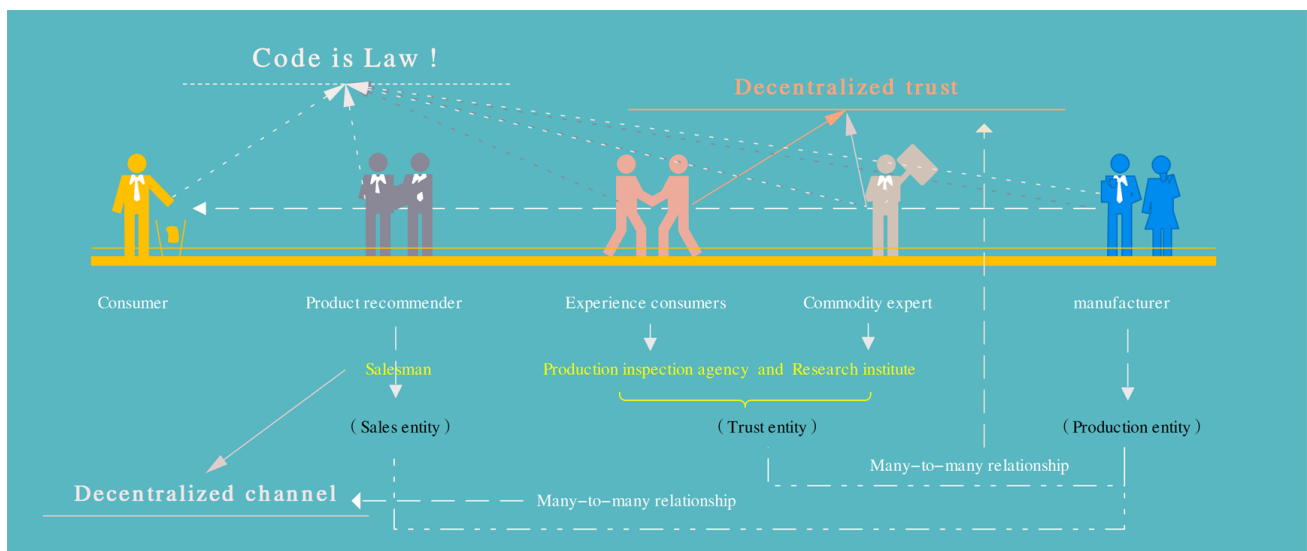 Code is Law !
Decentralized trust
Consumer
Product recommender
Experience consumers
Commodity expert
manufacturer
Salesman
Production inspection agency and Research institute
( Sales entity )
( Trust entity )
( Production entity )
Many-to-many relationship
Decentralized channel
Many-to-many relationship